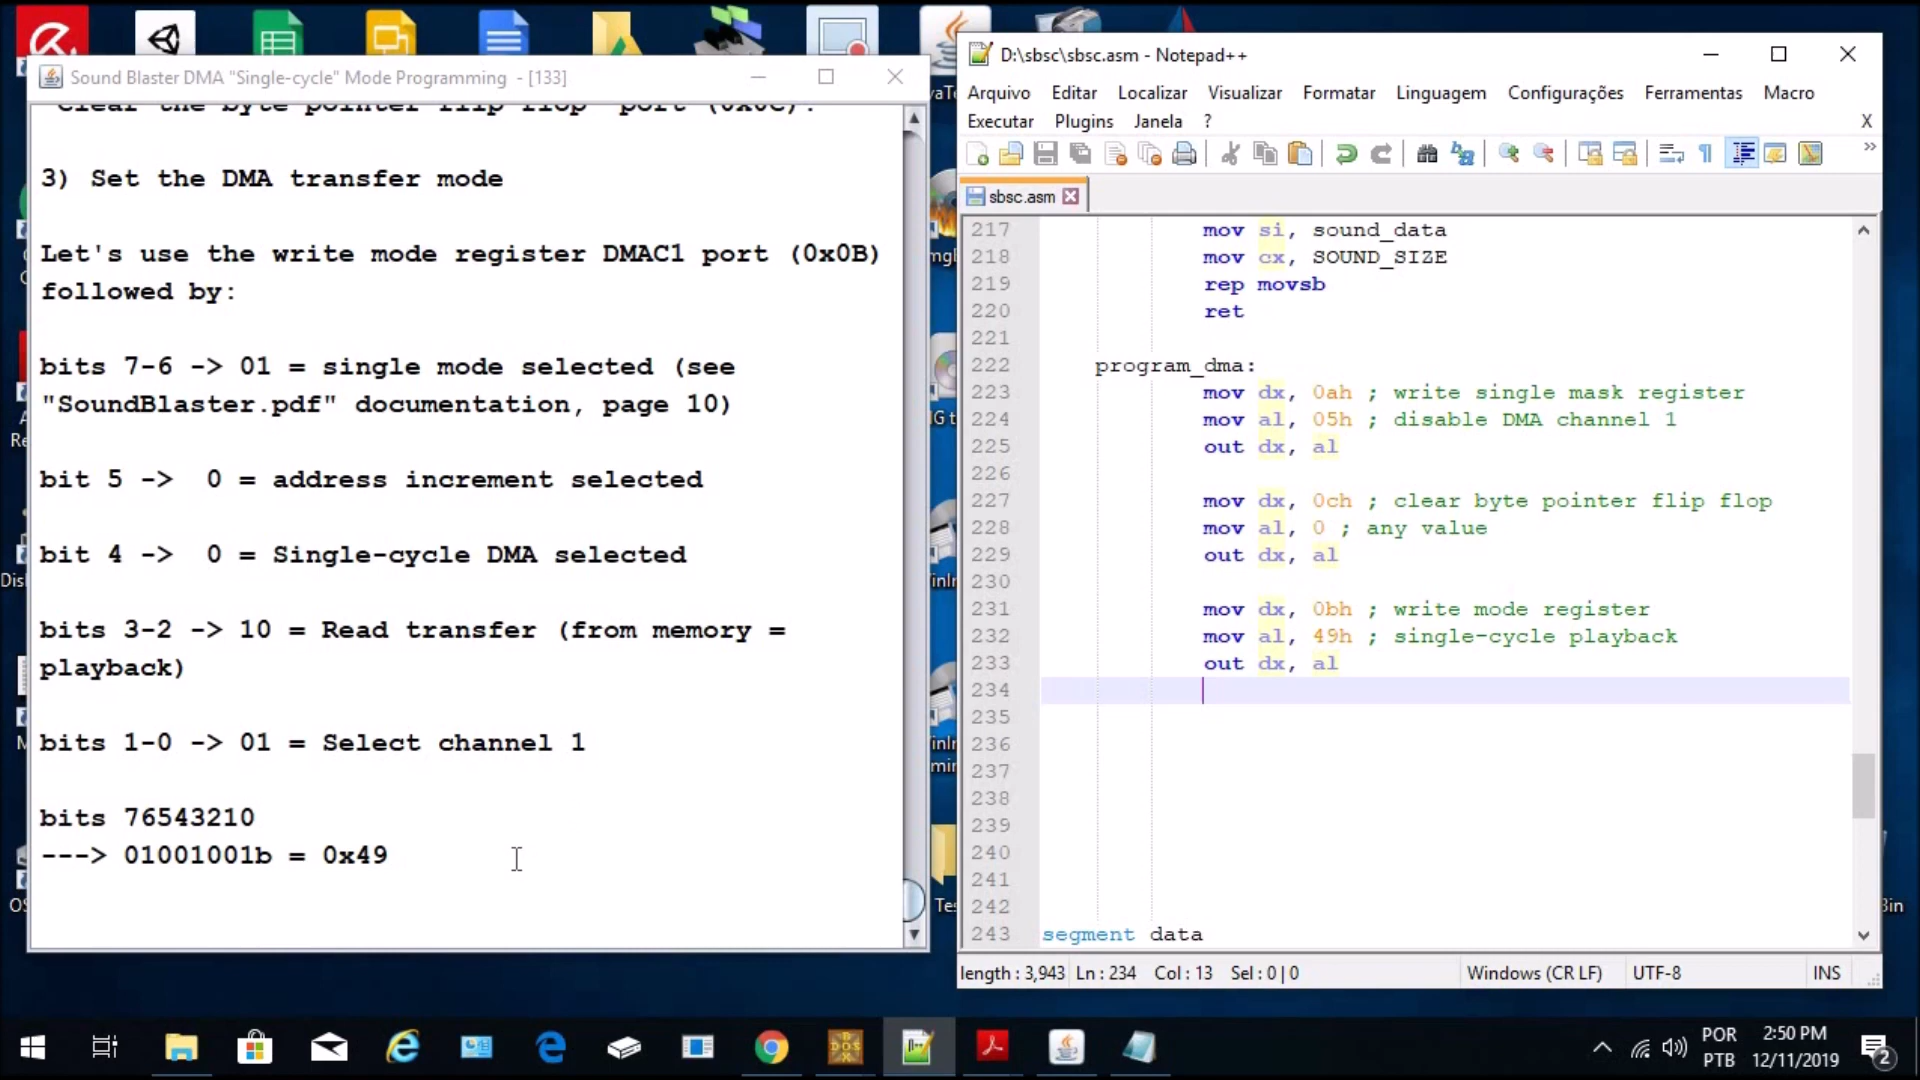 Sound Blaster DMA "Single-cycle" Mode Programming - [133]
"Clear the byte pointer flip flop" port (0x0C):
3) Set the DMA transfer mode
Let's use the write mode register DMAC1 port (0x0B)
followed by:
bits 7-6 -> 01 = single mode selected (see
"SoundBlaster.pdf" documentation, page 10)
bit 5 -> 0 = address increment selected
bit 4 -> 0 = Single-cycle DMA selected
bits 3-2 -> 10 = Read transfer (from memory =
playback)
bits 1-0 -> 01 = Select channel 1
bits 76543210
---> 01001001b = 0x49
D:\sbsc\sbsc.asm - Notepad++
Arquivo Editar Localizar Visualizar Formatar Linguagem Configurações Ferramentas Macro
Executar Plugins Janela ? X
sbsc.asm
217 mov si, sound_data
218 mov cx, SOUND_SIZE
219 rep movsb
220 ret
221
222 program_dma:
223 mov dx, 0ah ; write single mask register
224 mov al, 05h ; disable DMA channel 1
225 out dx, al
226
227 mov dx, 0ch ; clear byte pointer flip flop
228 mov al, 0 ; any value
229 out dx, al
230
231 mov dx, 0bh ; write mode register
232 mov al, 49h ; single-cycle playback
233 out dx, al
234
235
236
237
238
239
240
241
242
243 segment data
length : 3,943 Ln : 234 Col : 13 Sel : 0 | 0 Windows (CR LF) UTF-8 INS
POR
PTB
2:50 PM
12/11/2019
2